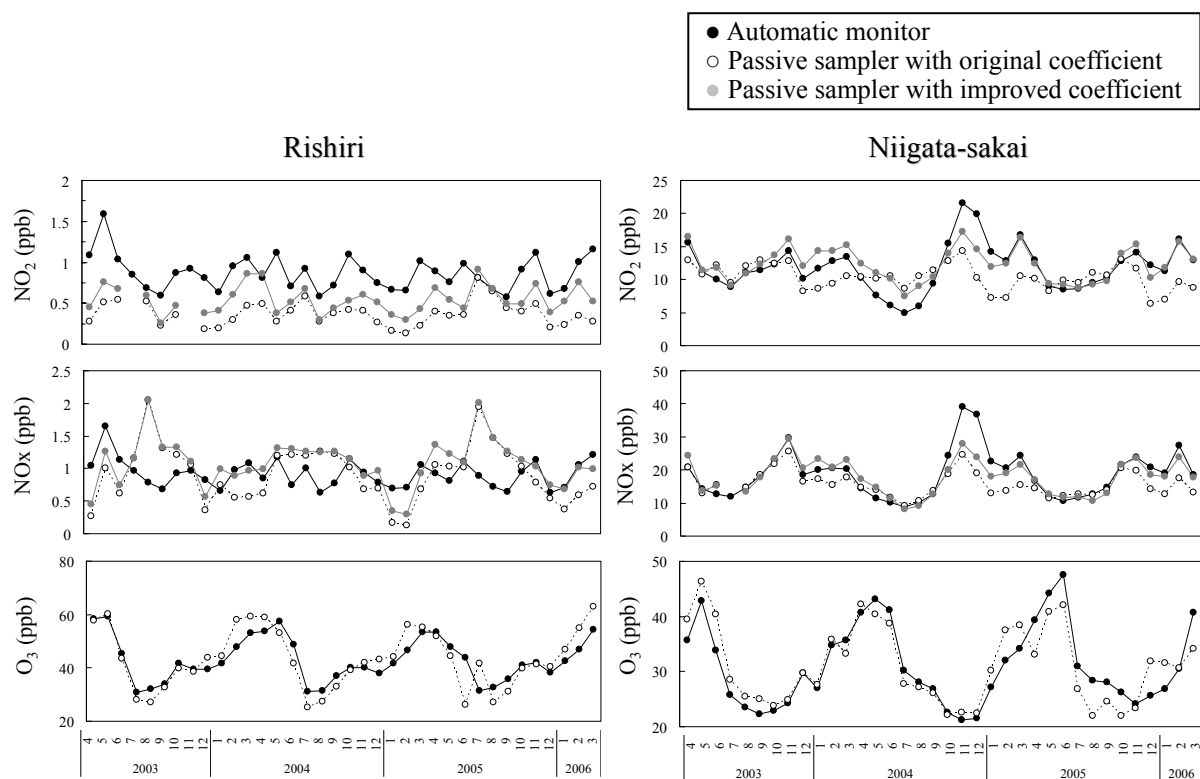 Automatic monitor
Passive sampler with original coefficient
Passive sampler with improved coefficient
Rishiri
Niigata-sakai
NO₂ (ppb)
2
1.5
1
0.5
0
NO₂ (ppb)
25
20
15
10
5
0
NOx (ppb)
2.5
2
1.5
1
0.5
0
NOx (ppb)
50
40
30
20
10
0
O₃ (ppb)
80
60
40
20
O₃ (ppb)
50
40
30
20
4 5 6 7 8 9 10 11 12 1 2 3 4 5 6 7 8 9 10 11 12 1 2 3 4 5 6 7 8 9 10 11 12 1 2 3
2003 2004 2005 2006
4 5 6 7 8 9 10 11 12 1 2 3 4 5 6 7 8 9 10 11 12 1 2 3 4 5 6 7 8 9 10 11 12 1 2 3
2003 2004 2005 2006